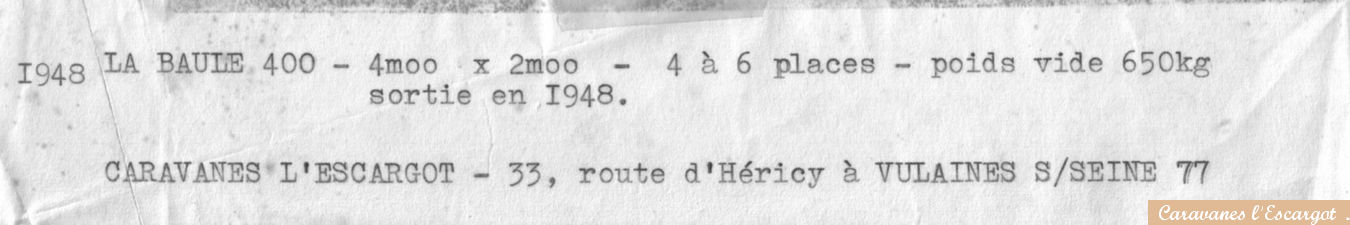 I948 LA BAULE 400 - 4moo x 2moo - 4 à 6 places - poids vide 650kg
sortie en I948.
CARAVANES L'ESCARGOT - 33, route d'Héricy à VULAINES S/SEINE 77
Caravanes l'Escargot .